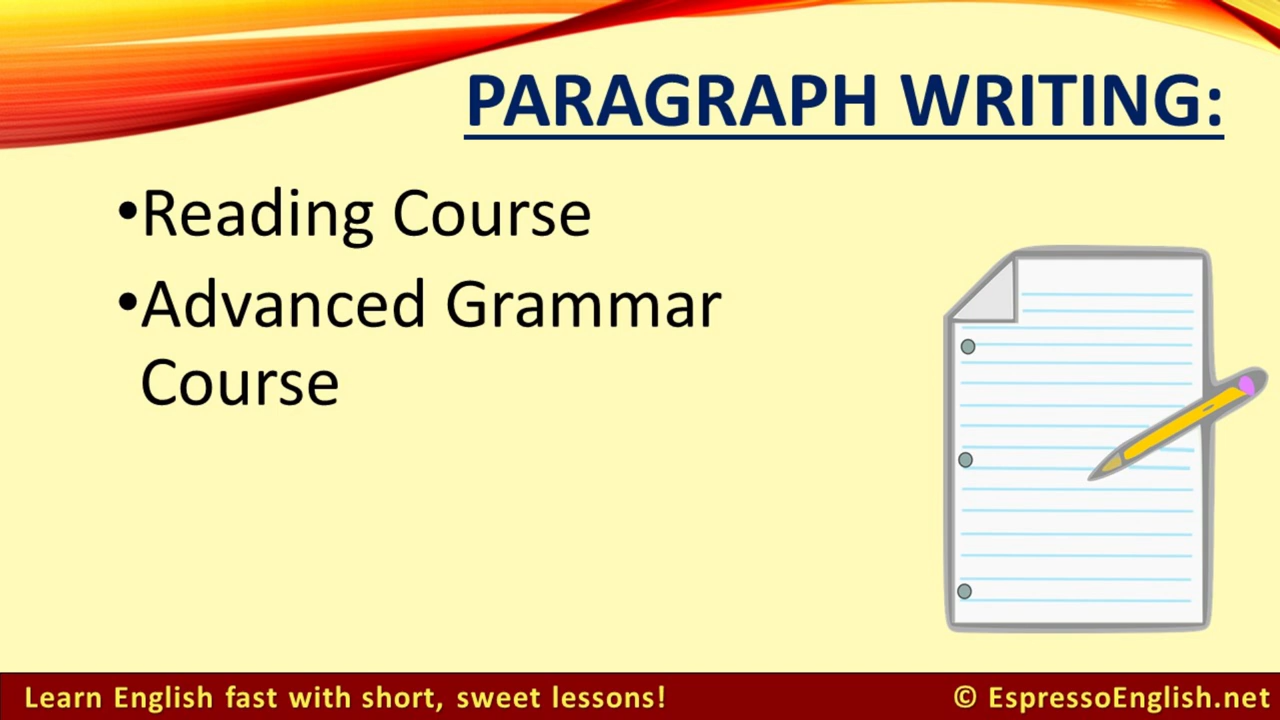 PARAGRAPH WRITING:
•Reading Course
•Advanced Grammar
Course
Learn English fast with short, sweet lessons!
© EspressoEnglish.net